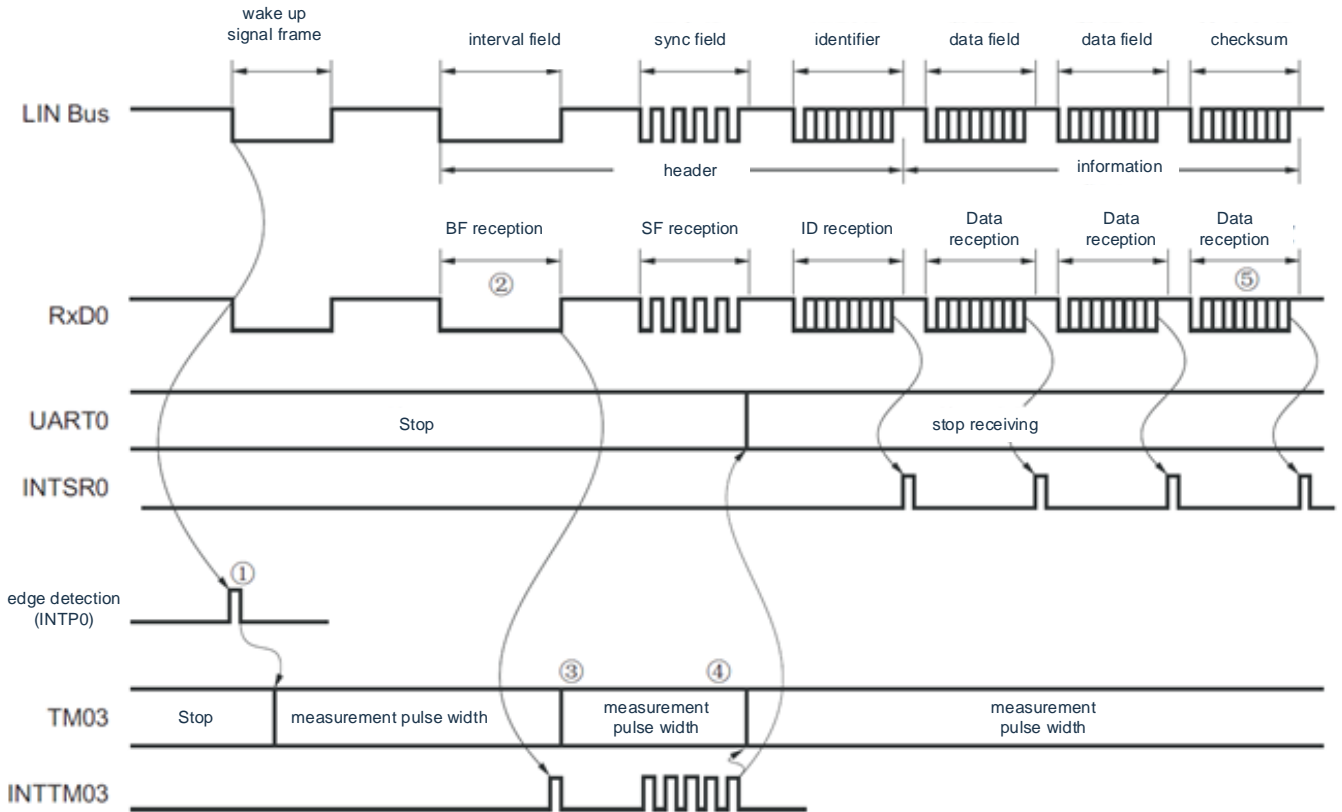 wake up
signal frame
interval field
sync field
identifier
data field
data field
checksum
LIN Bus
header
information
BF reception
SF reception
ID reception
Data
reception
Data
reception
Data
reception
②
⑤
RxD0
UART0
Stop
stop receiving
INTSR0
①
edge detection
(INTP0)
③
④
TM03
Stop
measurement pulse width
measurement
pulse width
measurement
pulse width
INTTM03